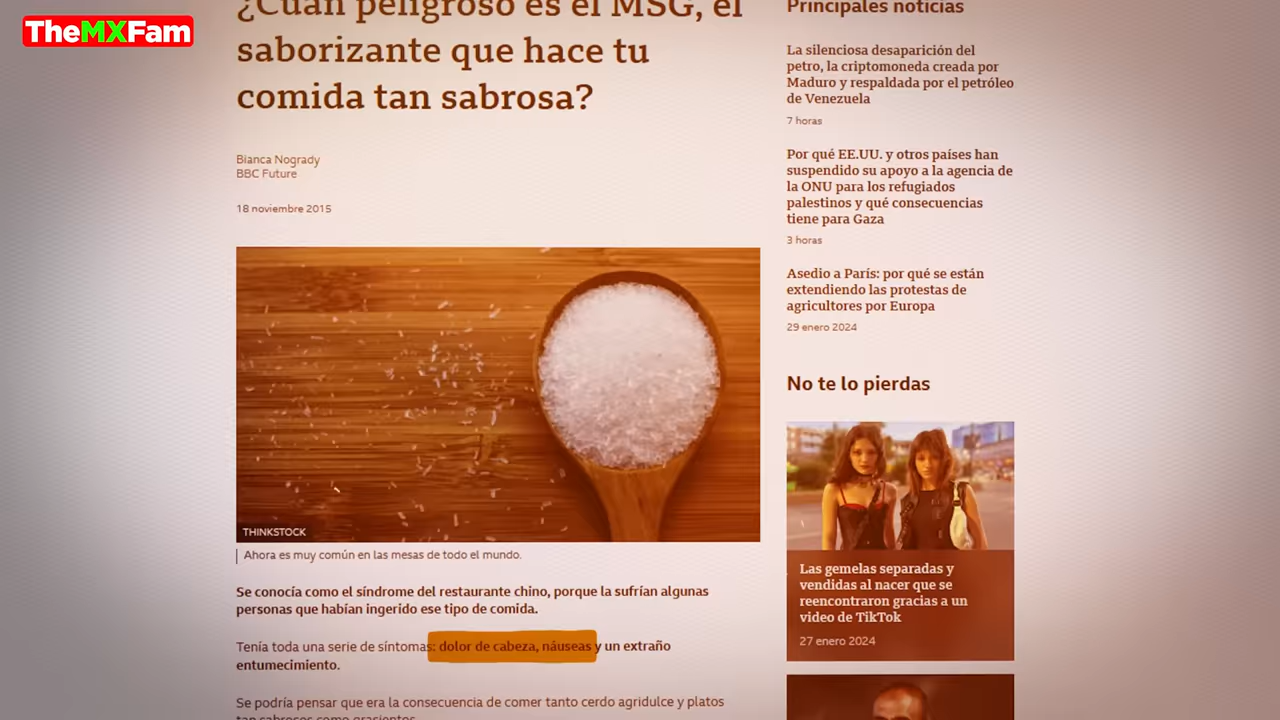 TheMXFam
¿Cuán peligroso es el MSG, el
saborizante que hace tu
comida tan sabrosa?
Bianca Nogrady
BBC Future
18 noviembre 2015
THINKSTOCK
Ahora es muy común en las mesas de todo el mundo.
Se conocía como el síndrome del restaurante chino, porque la sufrían algunas
personas que habían ingerido ese tipo de comida.
Tenía toda una serie de síntomas: dolor de cabeza, náuseas y un extraño
entumecimiento.
Se podría pensar que era la consecuencia de comer tanto cerdo agridulce y platos
tan sabrosos como grasientos.
Principales noticias
La silenciosa desaparición del
petro, la criptomoneda creada por
Maduro y respaldada por el petróleo
de Venezuela
7 horas
Por qué EE.UU. y otros países han
suspendido su apoyo a la agencia de
la ONU para los refugiados
palestinos y qué consecuencias
tiene para Gaza
3 horas
Asedio a París: por qué se están
extendiendo las protestas de
agricultores por Europa
29 enero 2024
No te lo pierdas
Las gemelas separadas y
vendidas al nacer que se
reencontraron gracias a un
video de TikTok
27 enero 2024